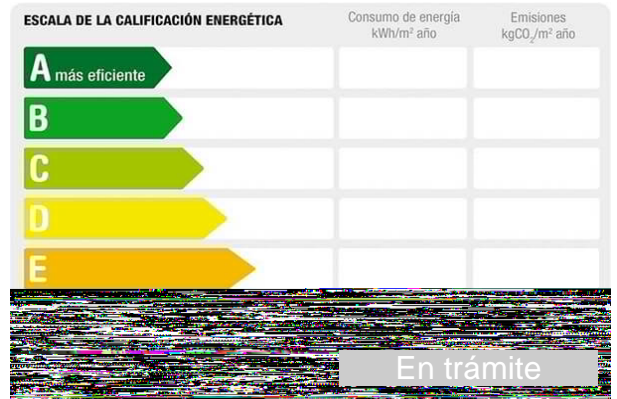 ESCALA DE LA CALIFICACIÓN ENERGÉTICA
Consumo de energía
kWh/m² año
Emisiones
kgCO₂/m² año
A más eficiente
B
C
D
E
En trámite